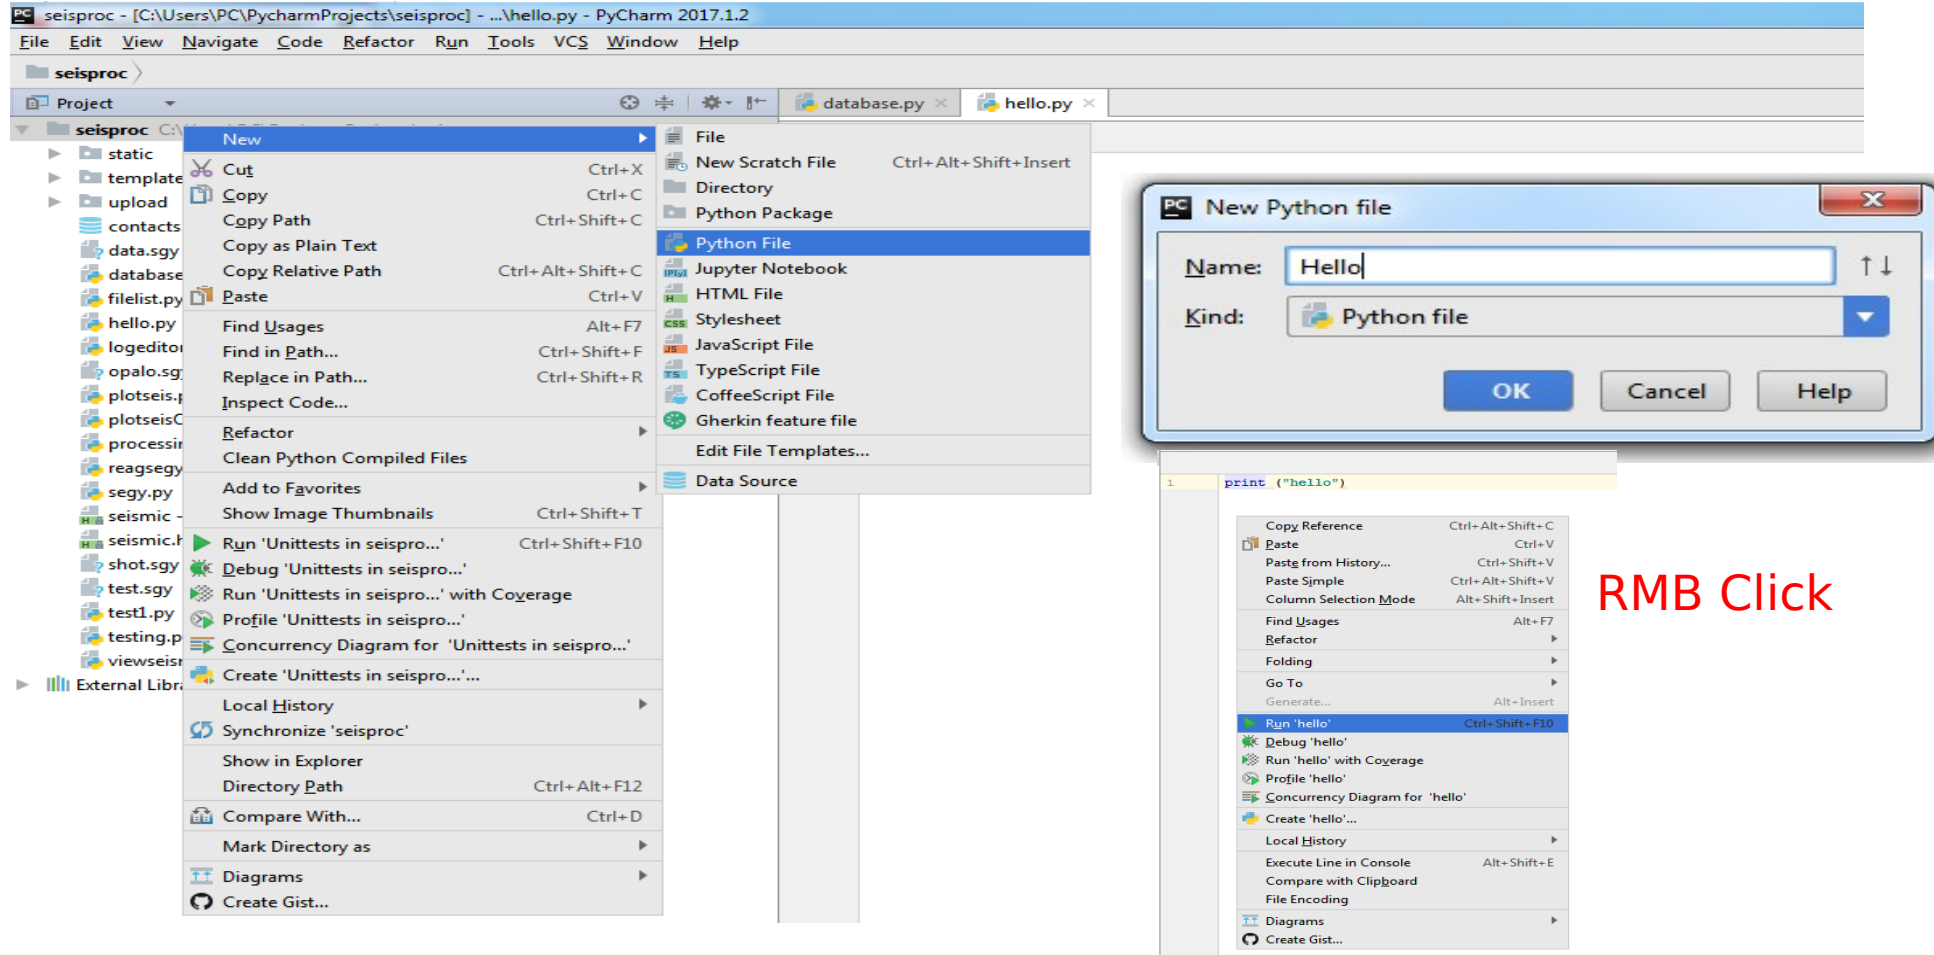 seisproc - [C:\Users\PC\PycharmProjects\seisproc] - ...\hello.py - PyCharm 2017.1.2
File Edit View Navigate Code Refactor Run Tools VCS Window Help
seisproc
Project
database.py
hello.py
seisproc C:\
static
template
upload
contacts
data.sgy
database
filelist.py
hello.py
logeditor
opalo.sg
plotseis.p
plotseisC
processin
reagsegy
segy.py
seismic -
seismic.h
shot.sgy
test.sgy
test1.py
testing.p
viewseisr
External Libra
New
Cut Ctrl+X
Copy Ctrl+C
Copy Path Ctrl+Shift+C
Copy as Plain Text
Copy Relative Path Ctrl+Alt+Shift+C
Paste Ctrl+V
Find Usages Alt+F7
Find in Path... Ctrl+Shift+F
Replace in Path... Ctrl+Shift+R
Inspect Code...
Refactor
Clean Python Compiled Files
Add to Favorites
Show Image Thumbnails Ctrl+Shift+T
Run 'Unittests in seispro...' Ctrl+Shift+F10
Debug 'Unittests in seispro...'
Run 'Unittests in seispro...' with Coverage
Profile 'Unittests in seispro...'
Concurrency Diagram for 'Unittests in seispro...'
Create 'Unittests in seispro...'...
Local History
Synchronize 'seisproc'
Show in Explorer
Directory Path Ctrl+Alt+F12
Compare With... Ctrl+D
Mark Directory as
Diagrams
Create Gist...
File
New Scratch File Ctrl+Alt+Shift+Insert
Directory
Python Package
Python File
Jupyter Notebook
HTML File
Stylesheet
JavaScript File
TypeScript File
CoffeeScript File
Gherkin feature file
Edit File Templates...
Data Source
New Python file
Name: Hello
Kind: Python file
OK Cancel Help
1 print ("hello")
Copy Reference Ctrl+Alt+Shift+C
Paste Ctrl+V
Paste from History... Ctrl+Shift+V
Paste Simple Ctrl+Alt+Shift+V
Column Selection Mode Alt+Shift+Insert
Find Usages Alt+F7
Refactor
Folding
Go To
Generate... Alt+Insert
Run 'hello' Ctrl+Shift+F10
Debug 'hello'
Run 'hello' with Coverage
Profile 'hello'
Concurrency Diagram for 'hello'
Create 'hello'...
Local History
Execute Line in Console Alt+Shift+E
Compare with Clipboard
File Encoding
Diagrams
Create Gist...
RMB Click